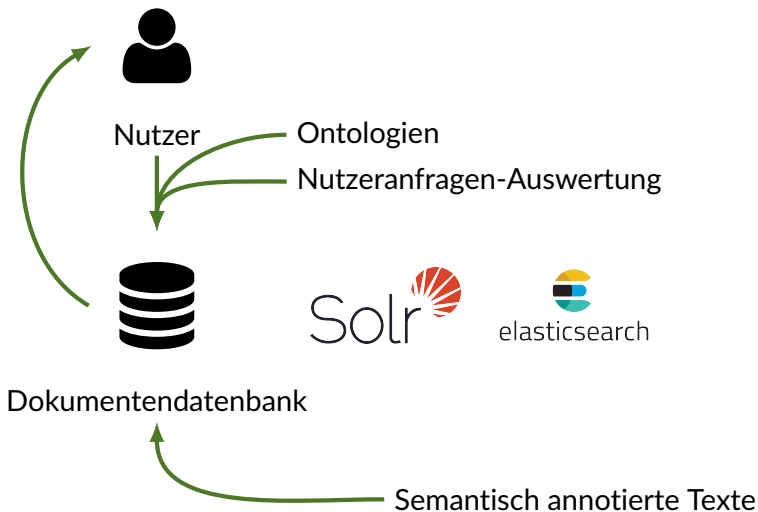 Nutzer
Ontologien
Nutzeranfragen-Auswertung
Solr
elasticsearch
Dokumentendatenbank
Semantisch annotierte Texte